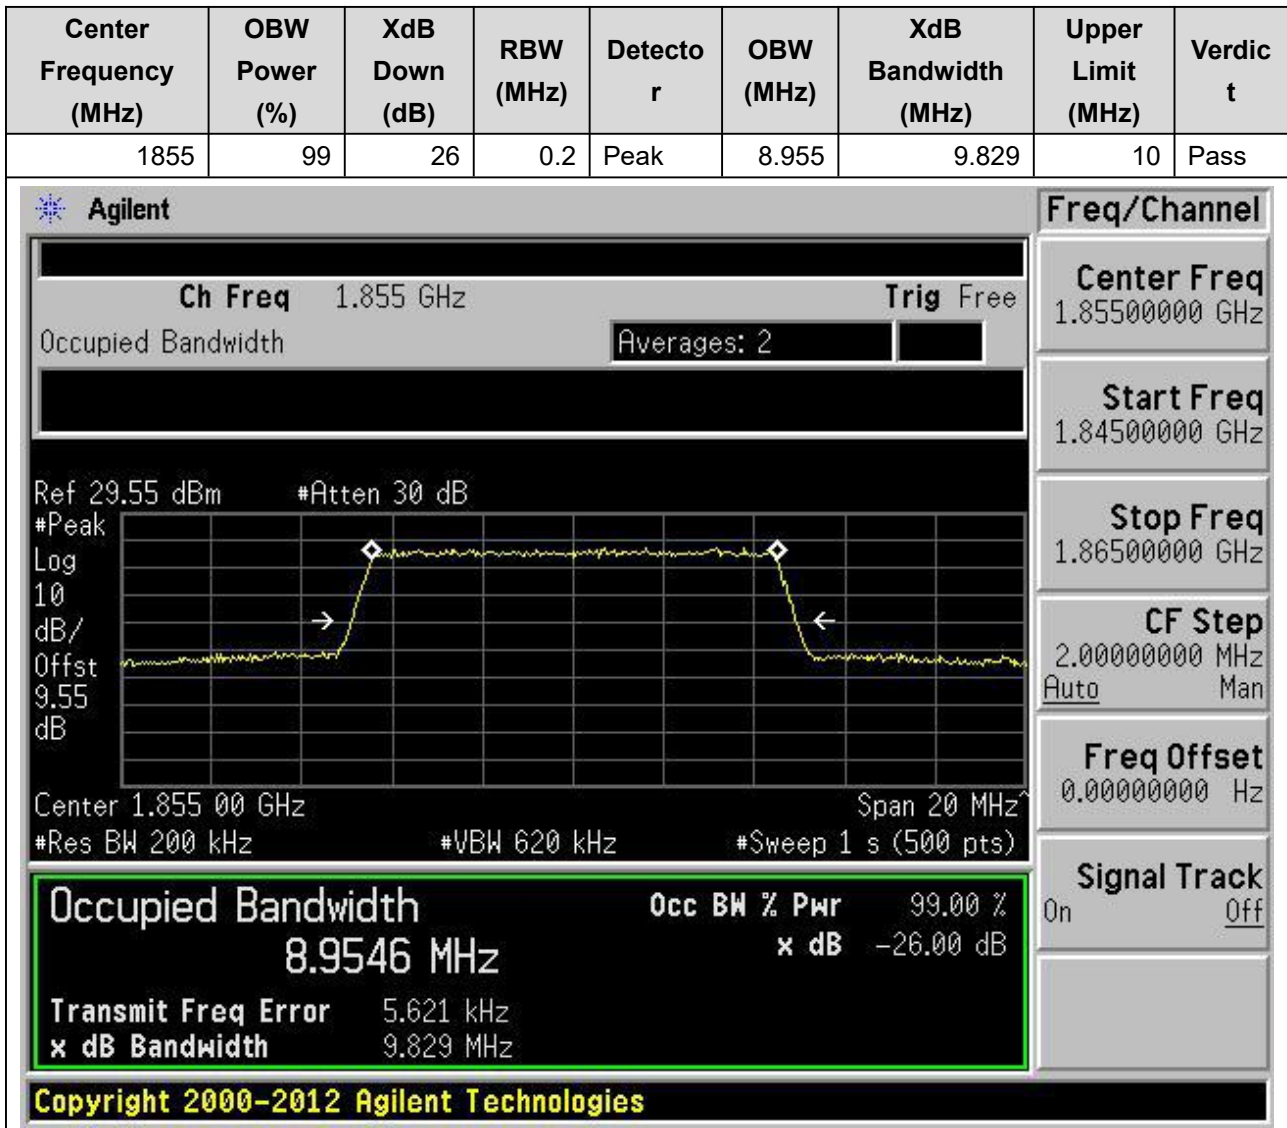 Center Frequency (MHz) OBW Power (%) XdB Down (dB) RBW (MHz) Detector OBW (MHz) XdB Bandwidth (MHz) Upper Limit (MHz) Verdict
1855 99 26 0.2 Peak 8.955 9.829 10 Pass
Agilent
Freq/Channel
Ch Freq 1.855 GHz Trig Free
Occupied Bandwidth Averages: 2
Center Freq
1.85500000 GHz
Start Freq
1.84500000 GHz
Stop Freq
1.86500000 GHz
CF Step
2.00000000 MHz
Auto Man
Freq Offset
0.00000000 Hz
Signal Track
On Off
Ref 29.55 dBm #Atten 30 dB
#Peak
Log
10
dB/
Offst
9.55
dB
Center 1.855 00 GHz Span 20 MHz^
#Res BW 200 kHz #VBW 620 kHz #Sweep 1 s (500 pts)
Occupied Bandwidth Occ BW % Pwr 99.00 %
8.9546 MHz x dB -26.00 dB
Transmit Freq Error 5.621 kHz
x dB Bandwidth 9.829 MHz
Copyright 2000-2012 Agilent Technologies